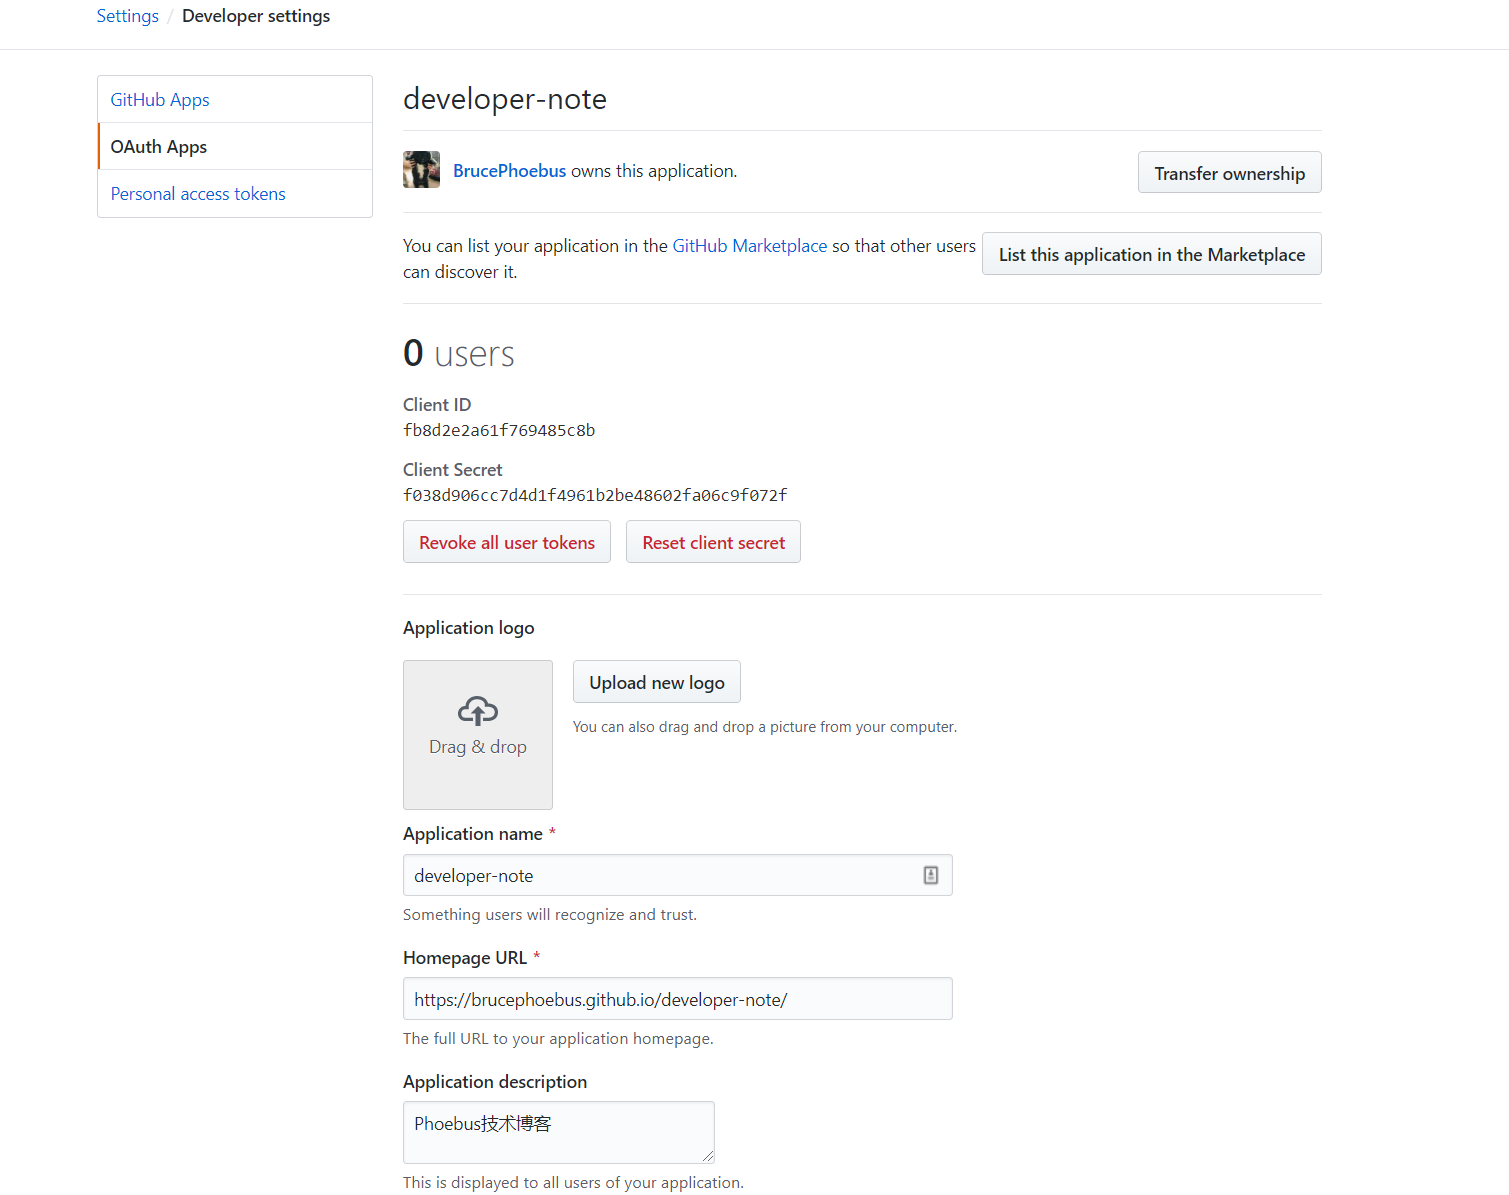 Settings / Developer settings
GitHub Apps
OAuth Apps
Personal access tokens
developer-note
BrucePhoebus owns this application.
Transfer ownership
You can list your application in the GitHub Marketplace so that other users
can discover it.
List this application in the Marketplace
0 users
Client ID
fb8d2e2a61f769485c8b
Client Secret
f038d906cc7d4d1f4961b2be48602fa06c9f072f
Revoke all user tokens
Reset client secret
Application logo
Drag & drop
Upload new logo
You can also drag and drop a picture from your computer.
Application name *
developer-note
Something users will recognize and trust.
Homepage URL *
https://brucephoebus.github.io/developer-note/
The full URL to your application homepage.
Application description
Phoebus技术博客
This is displayed to all users of your application.